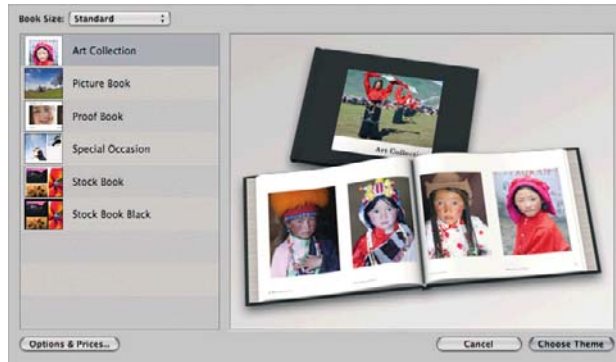 Book Size: Standard
Art Collection
Picture Book
Proof Book
Special Occasion
Stock Book
Stock Book Black
Art Collection
Options & Prices...
Cancel
Choose Theme